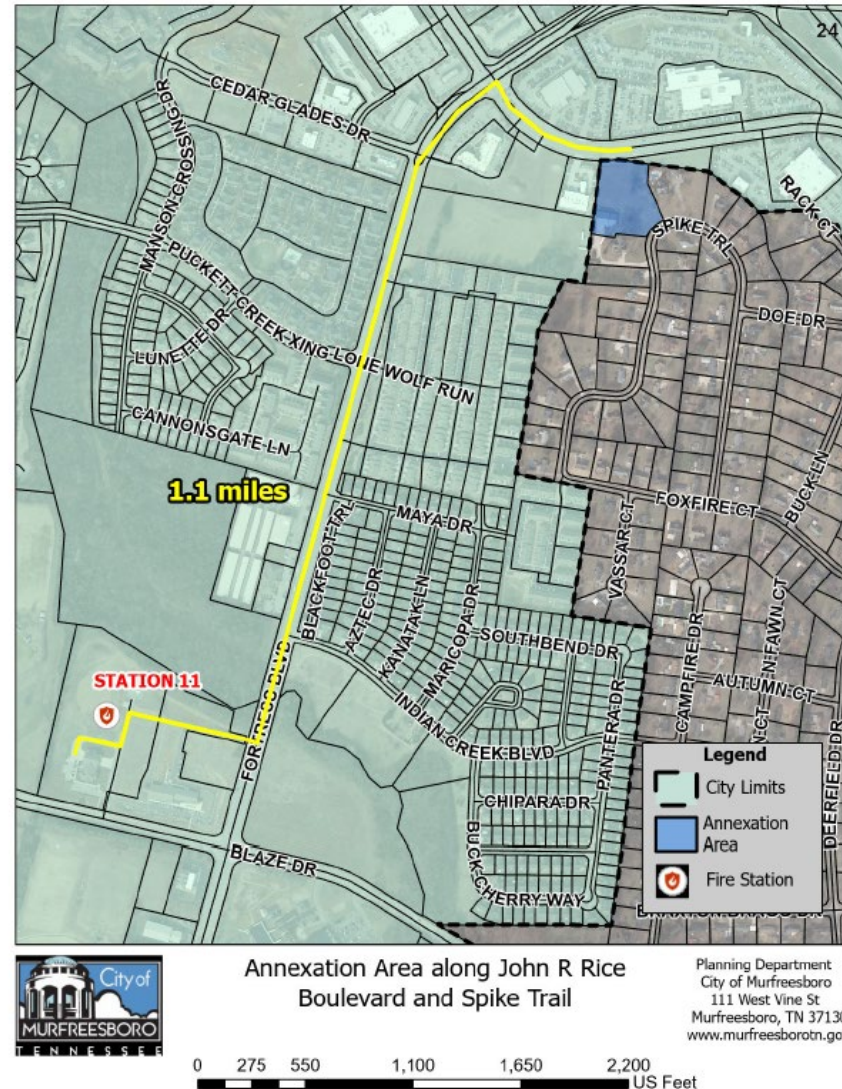 24
CEDAR GLADES DR
MANSON CROSSING DR
RACK CT
SPIKE TRL
PUCKETT CREEK XING
LONE WOLF RUN
DOE DR
LUNETTE DR
CANNONSGATE LN
BUCK LN
1.1 miles
FOXFIRE CT
MAYA DR
VASSAR CT
BLACKFOOT TRL
AZTEC DR
KANATAK LN
MARICOPA DR
SOUTHBEND DR
CAMPFIRE DR
N FAWN CT
AUTUMN CT
STATION 11
FORTRESS BLVD
INDIAN CREEK BLVD
PANTERA DR
CT
DEERFIELD DR
CHIPARA DR
BUCK CHERRY WAY
BLAZE DR
Legend
City Limits
Annexation
Area
Fire Station
City of
MURFREESBORO
TENNESSEE
Annexation Area along John R Rice
Boulevard and Spike Trail
Planning Department
City of Murfreesboro
111 West Vine St
Murfreesboro, TN 37130
www.murfreesborotn.gov
0 275 550 1,100 1,650 2,200
US Feet